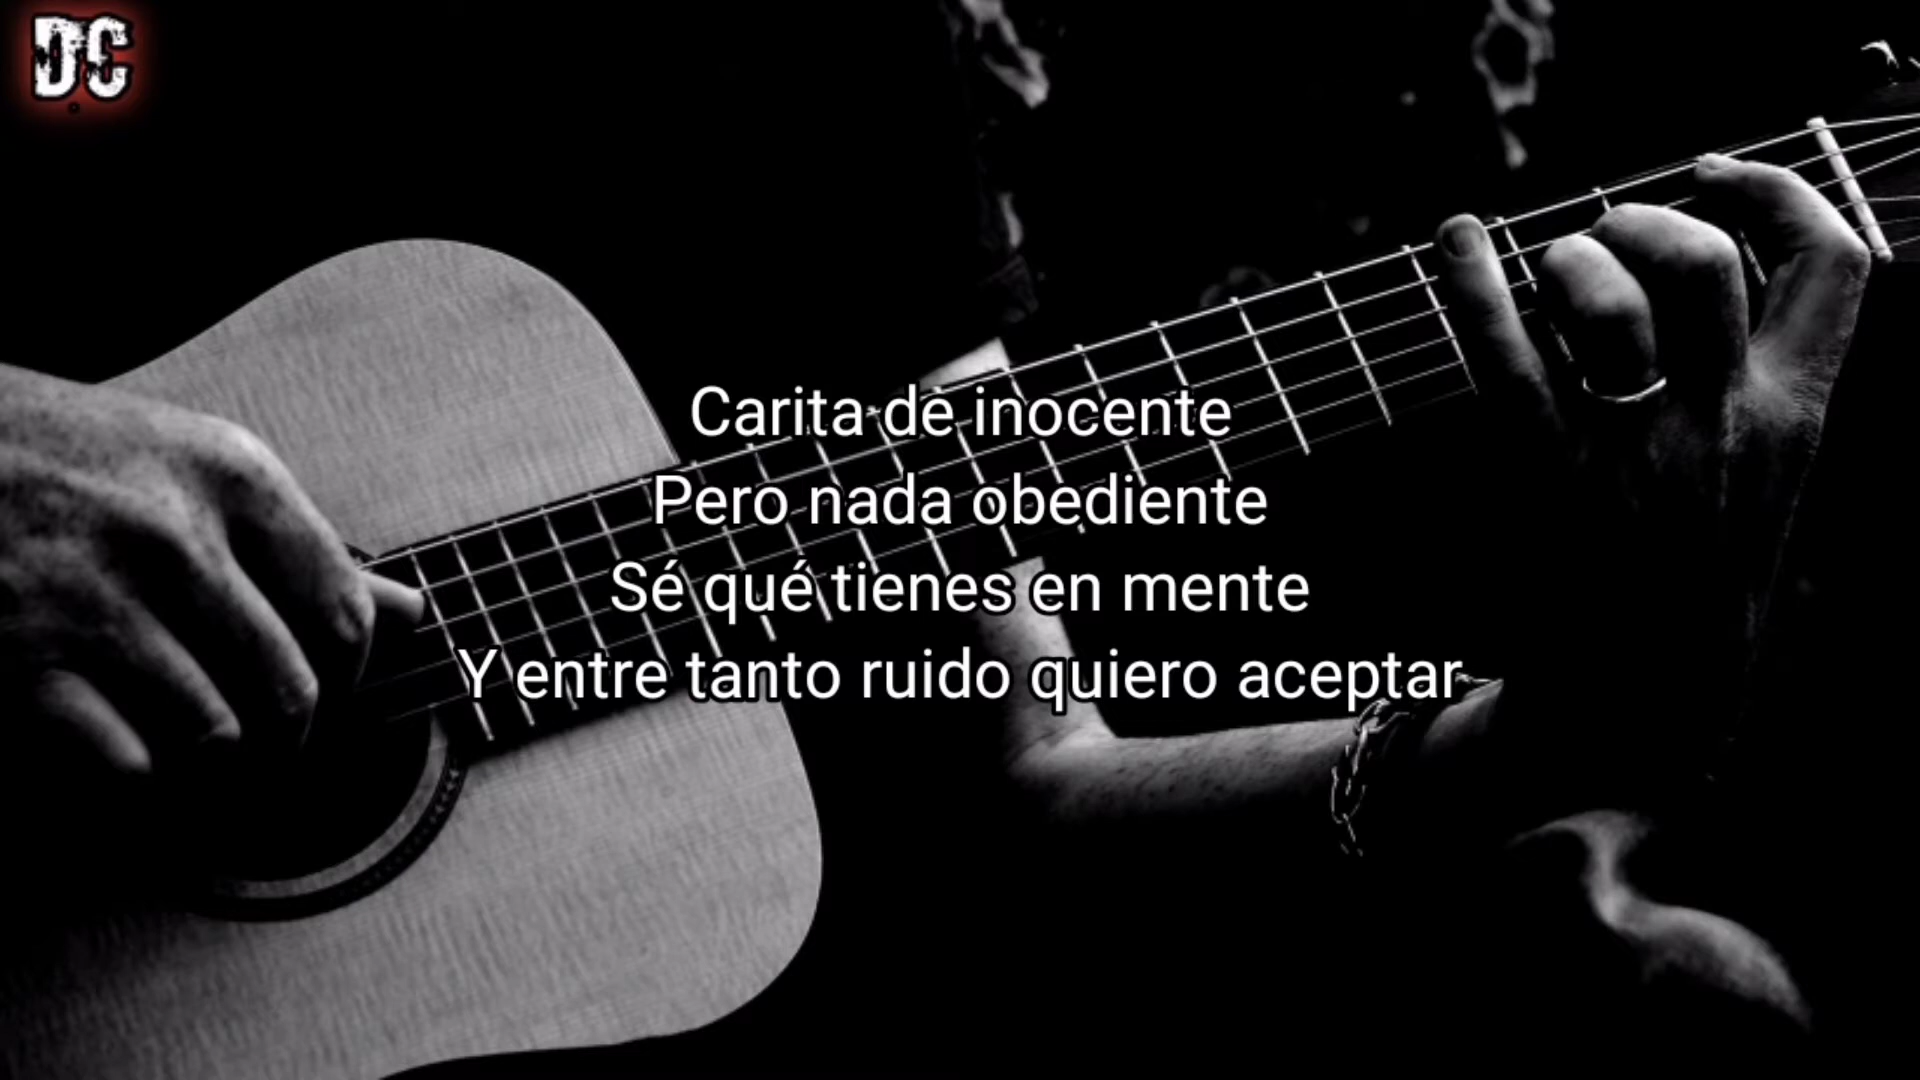 DC
Carita de inocente
Pero nada obediente
Sé qué tienes en mente
Y entre tanto ruido quiero aceptar